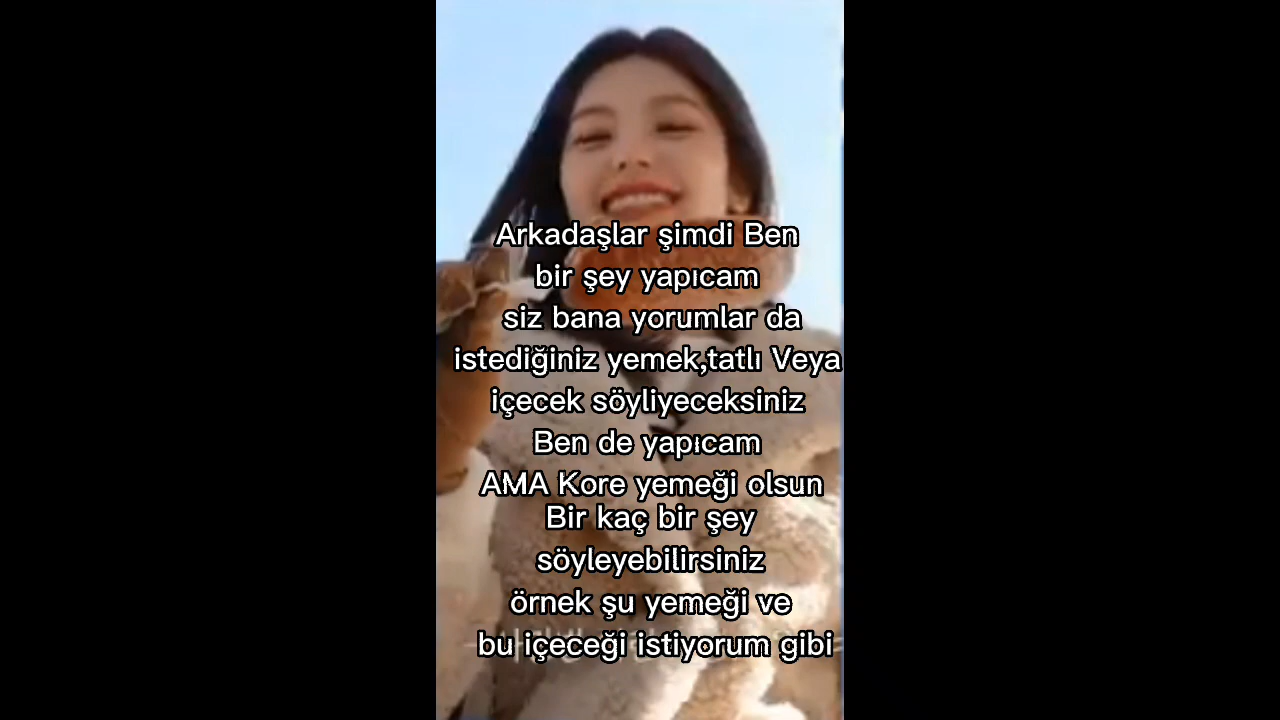 Arkadaşlar şimdi Ben
bir şey yapıcam
siz bana yorumlar da
istediğiniz yemek,tatlı Veya
içecek söyliyeceksiniz
Ben de yapıcam
AMA Kore yemeği olsun
Bir kaç bir şey
söyleyebilirsiniz
örnek şu yemeği ve
bu içeceği istiyorum gibi